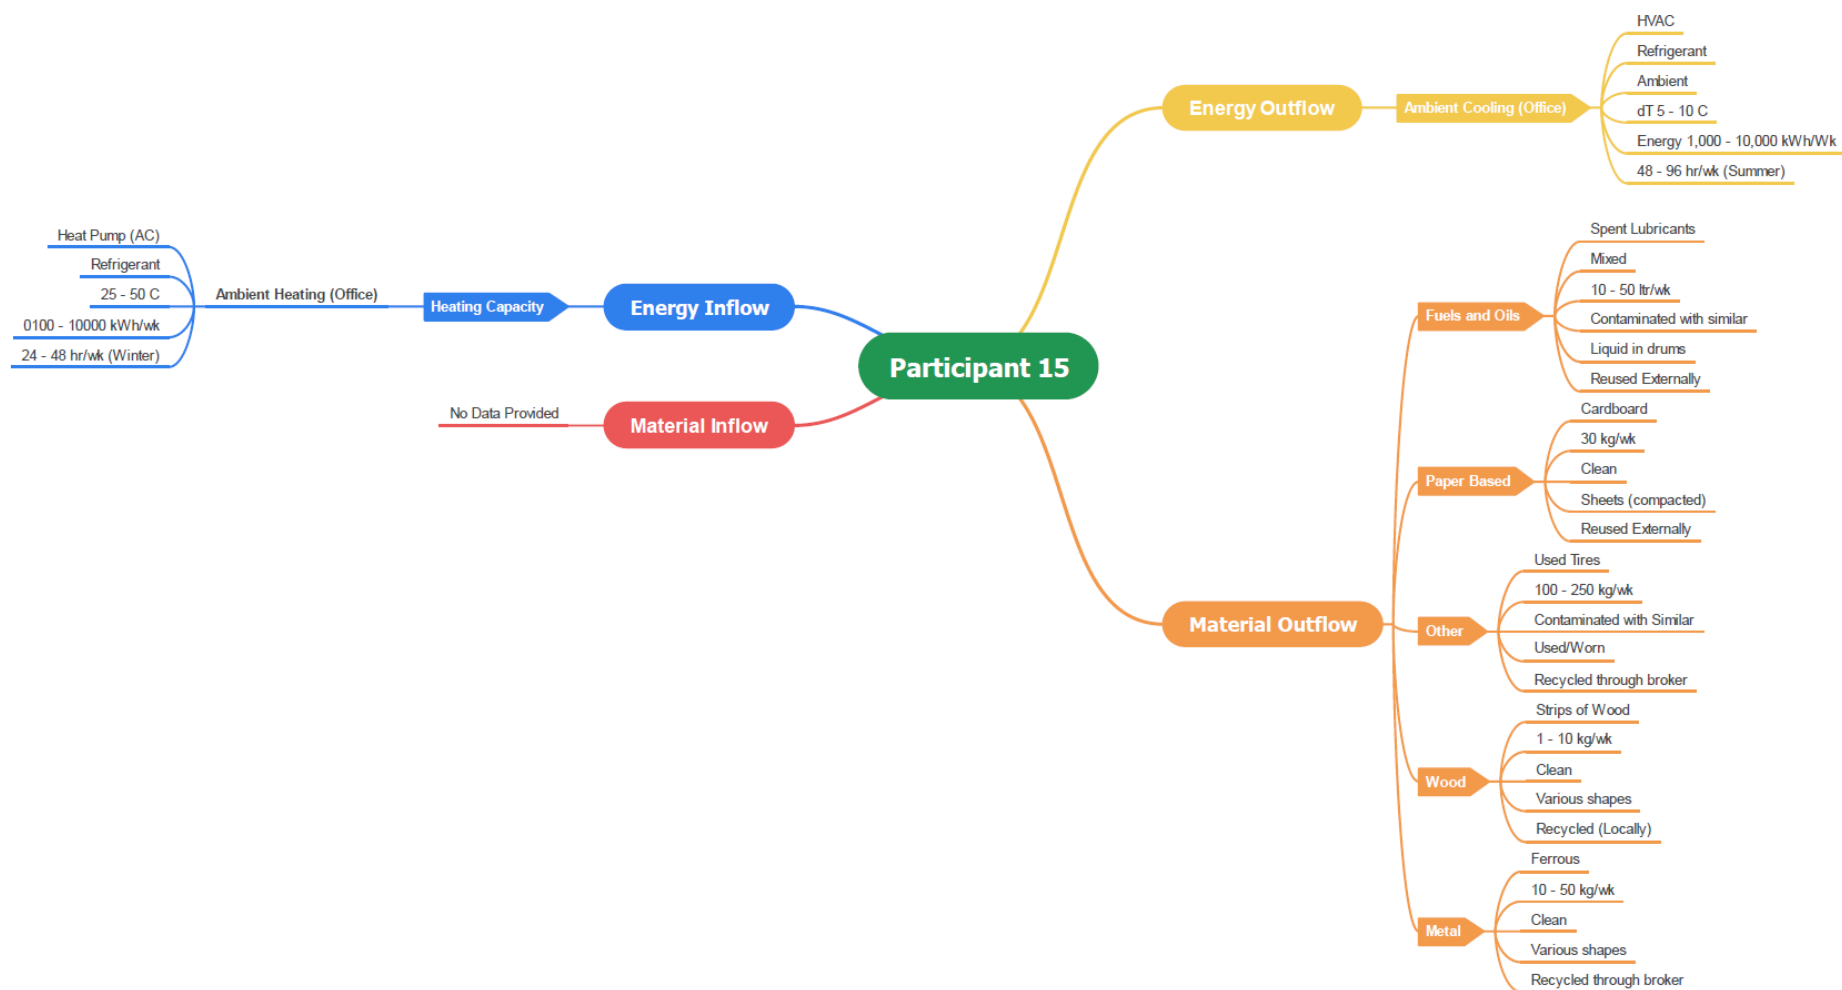 Participant 15
Energy Outflow
Ambient Cooling (Office)
HVAC
Refrigerant
Ambient
dT 5 - 10 C
Energy 1,000 - 10,000 kWh/Wk
48 - 96 hr/wk (Summer)
Material Outflow
Fuels and Oils
Spent Lubricants
Mixed
10 - 50 ltr/wk
Contaminated with similar
Liquid in drums
Reused Externally
Paper Based
Cardboard
30 kg/wk
Clean
Sheets (compacted)
Reused Externally
Other
Used Tires
100 - 250 kg/wk
Contaminated with Similar
Used/Worn
Recycled through broker
Wood
Strips of Wood
1 - 10 kg/wk
Clean
Various shapes
Recycled (Locally)
Metal
Ferrous
10 - 50 kg/wk
Clean
Various shapes
Recycled through broker
Energy Inflow
Heating Capacity
Ambient Heating (Office)
Heat Pump (AC)
Refrigerant
25 - 50 C
0100 - 10000 kWh/wk
24 - 48 hr/wk (Winter)
Material Inflow
No Data Provided